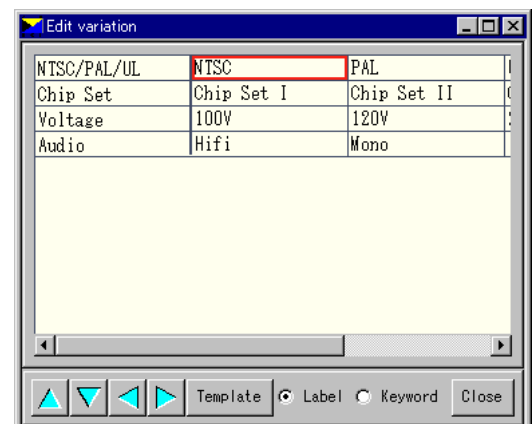 Edit variation
NTSC/PAL/UL NTSC PAL
Chip Set Chip Set I Chip Set II
Voltage 100V 120V
Audio Hifi Mono
Template Label Keyword Close